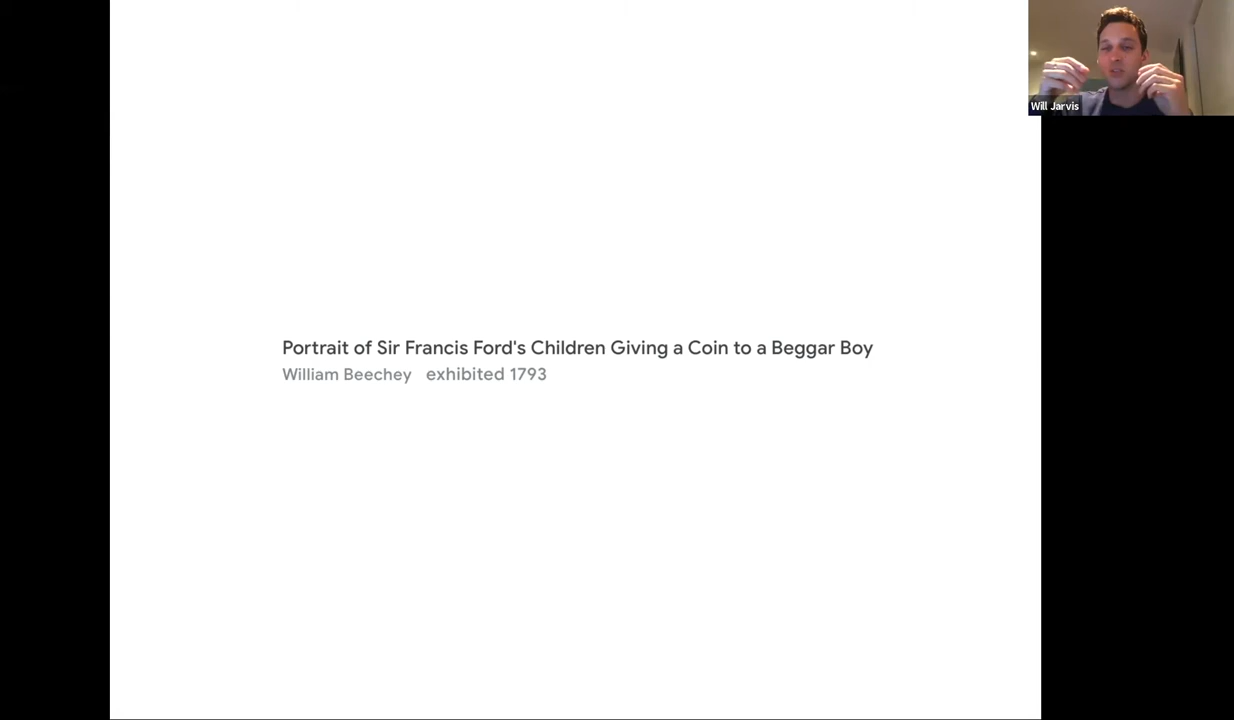 Will Jarvis
Portrait of Sir Francis Ford's Children Giving a Coin to a Beggar Boy
William Beechey exhibited 1793